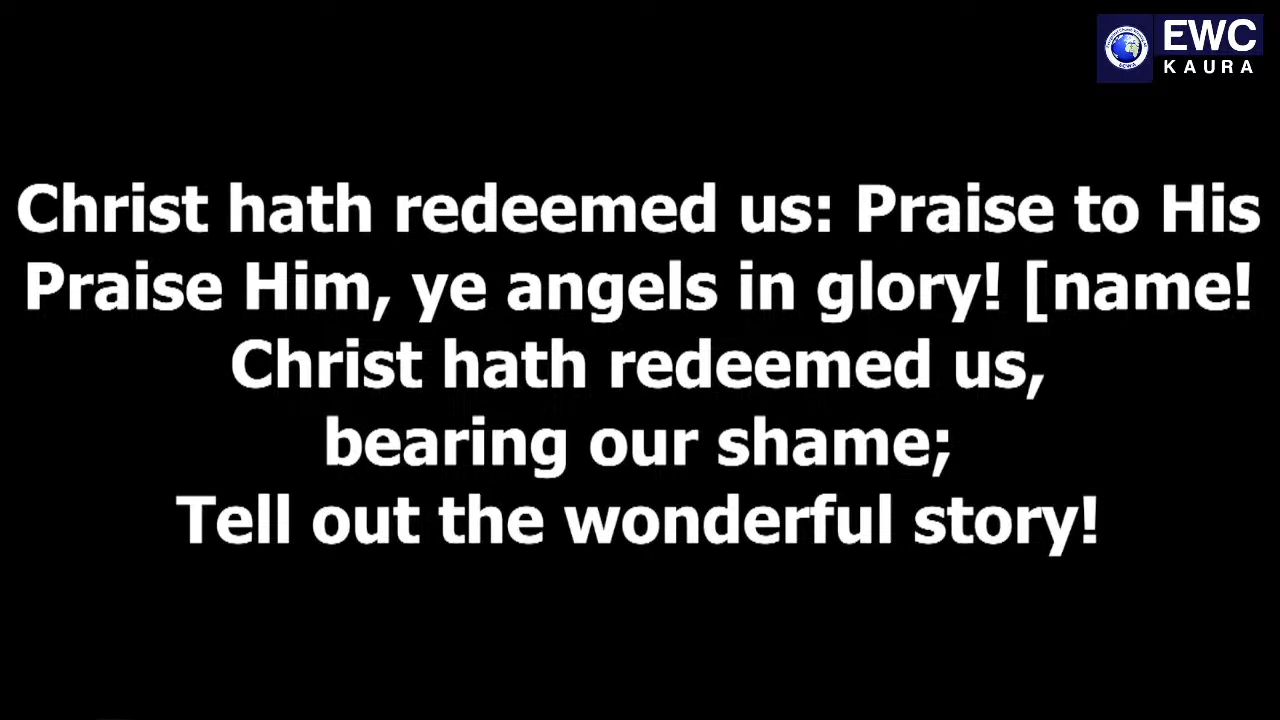 EWC
KAURA
Christ hath redeemed us: Praise to His
Praise Him, ye angels in glory! [name!
Christ hath redeemed us,
bearing our shame;
Tell out the wonderful story!